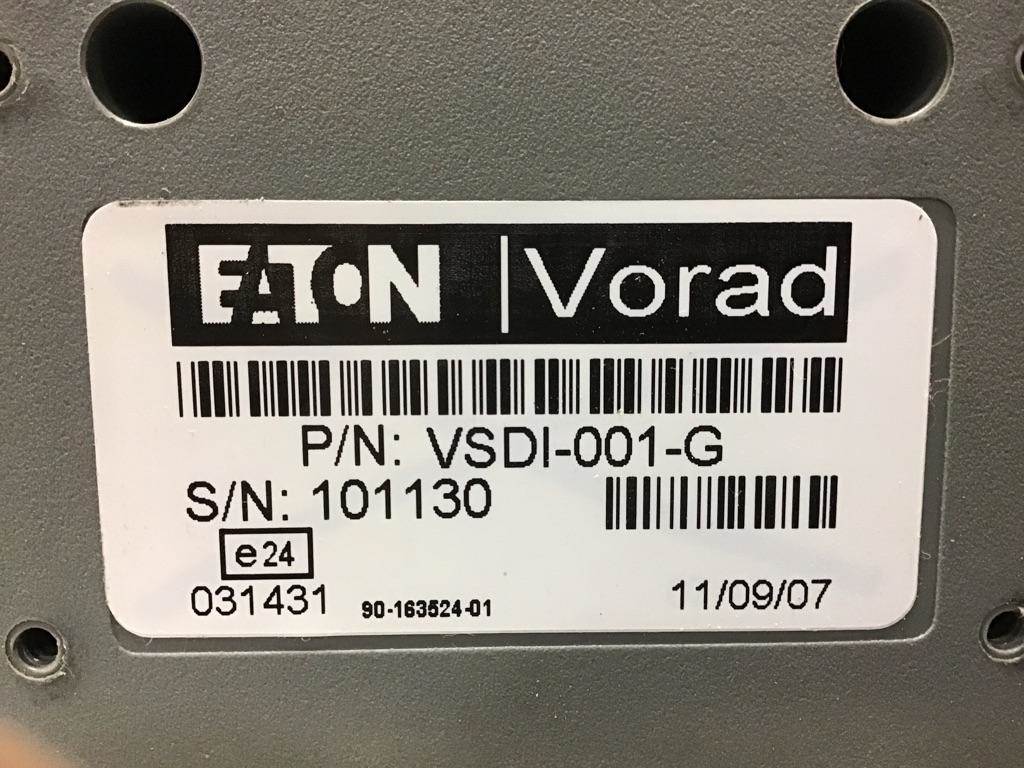 EATON | Vorad
P/N: VSDI-001-G
S/N: 101130
e24
031431 90-163524-01 11/09/07